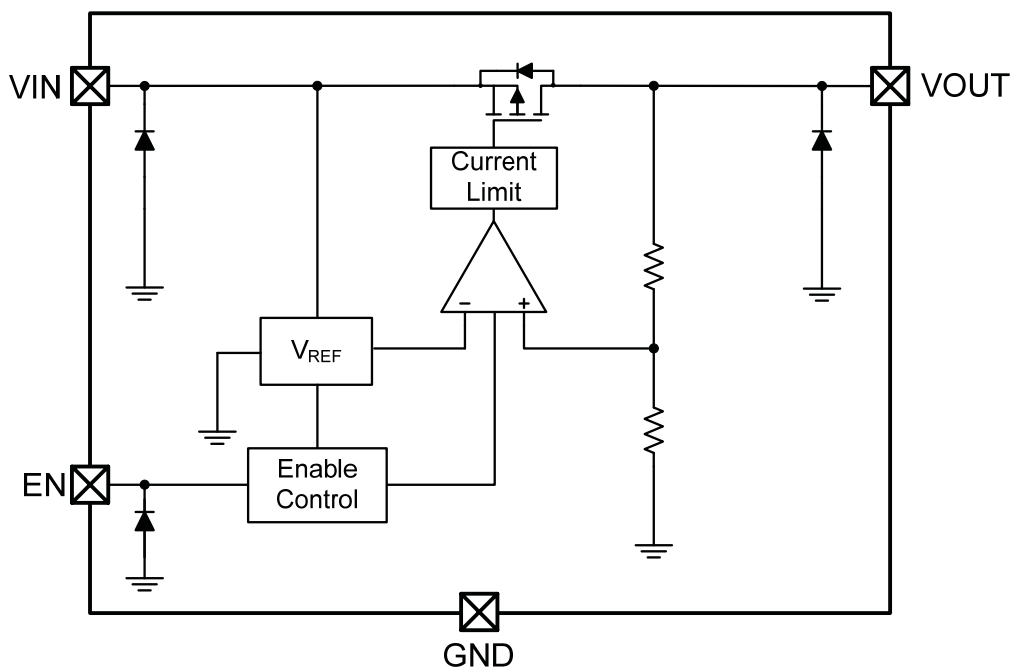 VIN
VOUT
Current
Limit
− +
VREF
Enable
Control
EN
GND